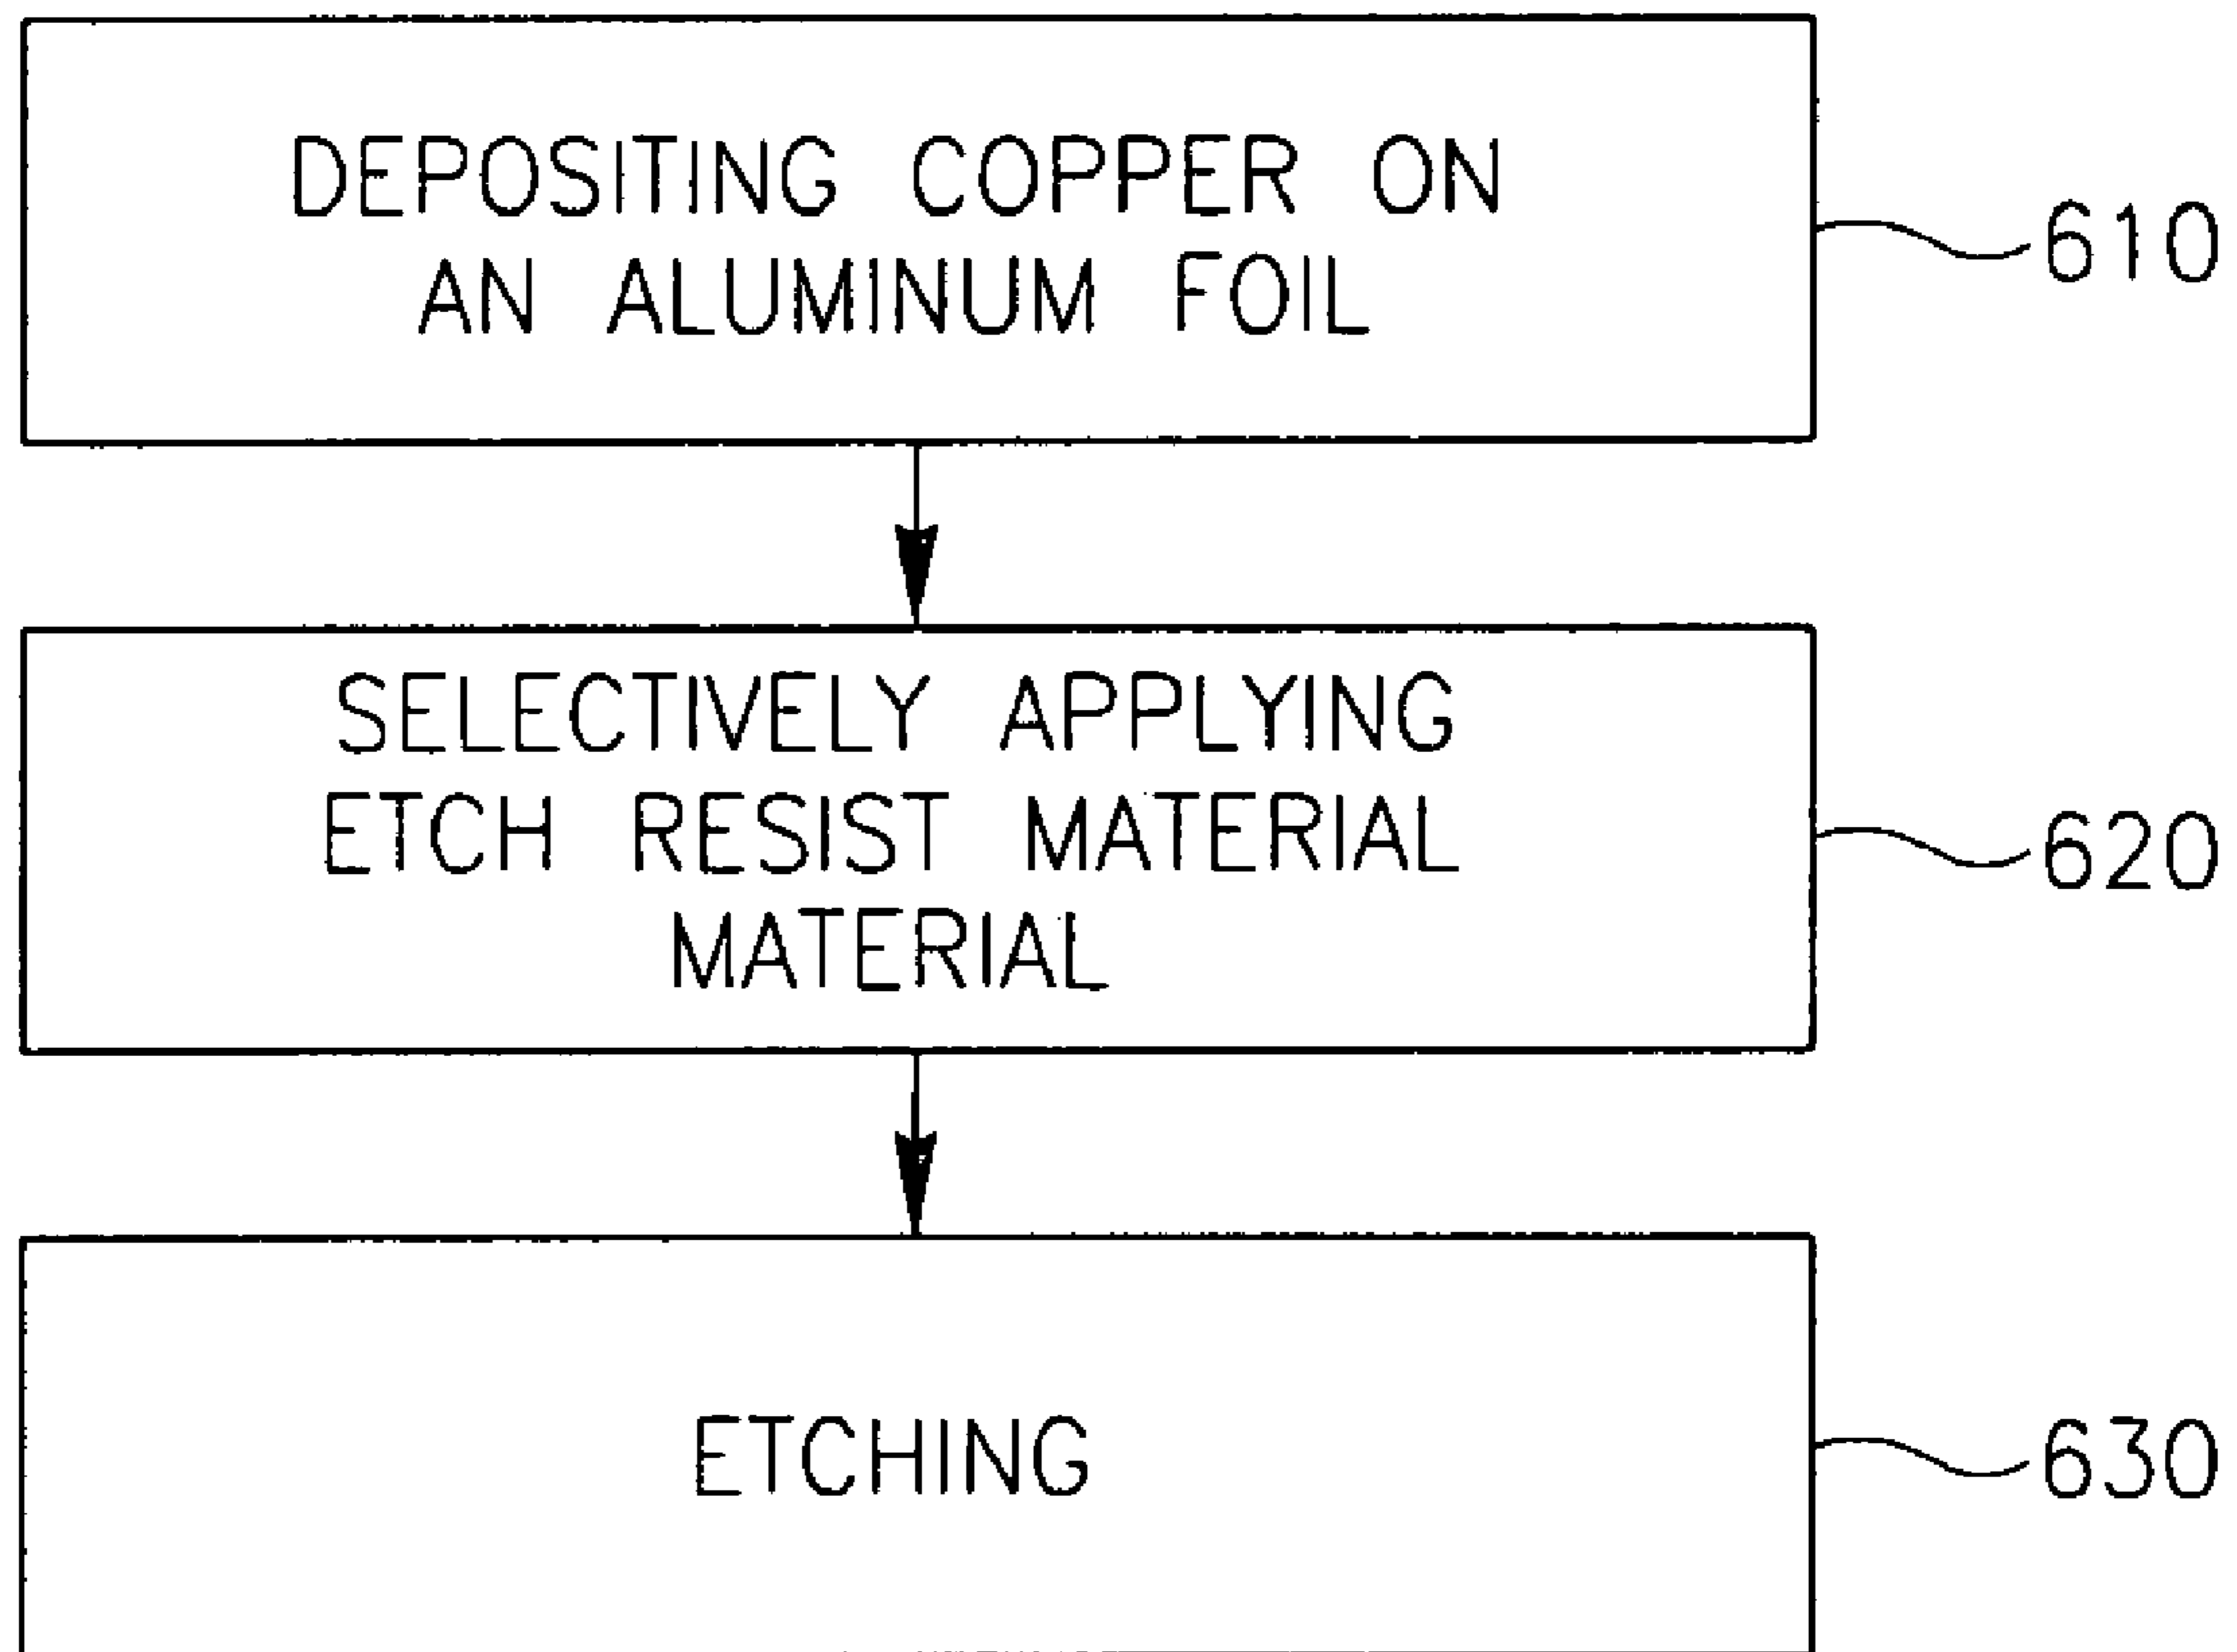 DEPOSITING COPPER ON
AN ALUMINUM FOIL
610
SELECTIVELY APPLYING
ETCH RESIST MATERIAL
MATERIAL
620
ETCHING
630